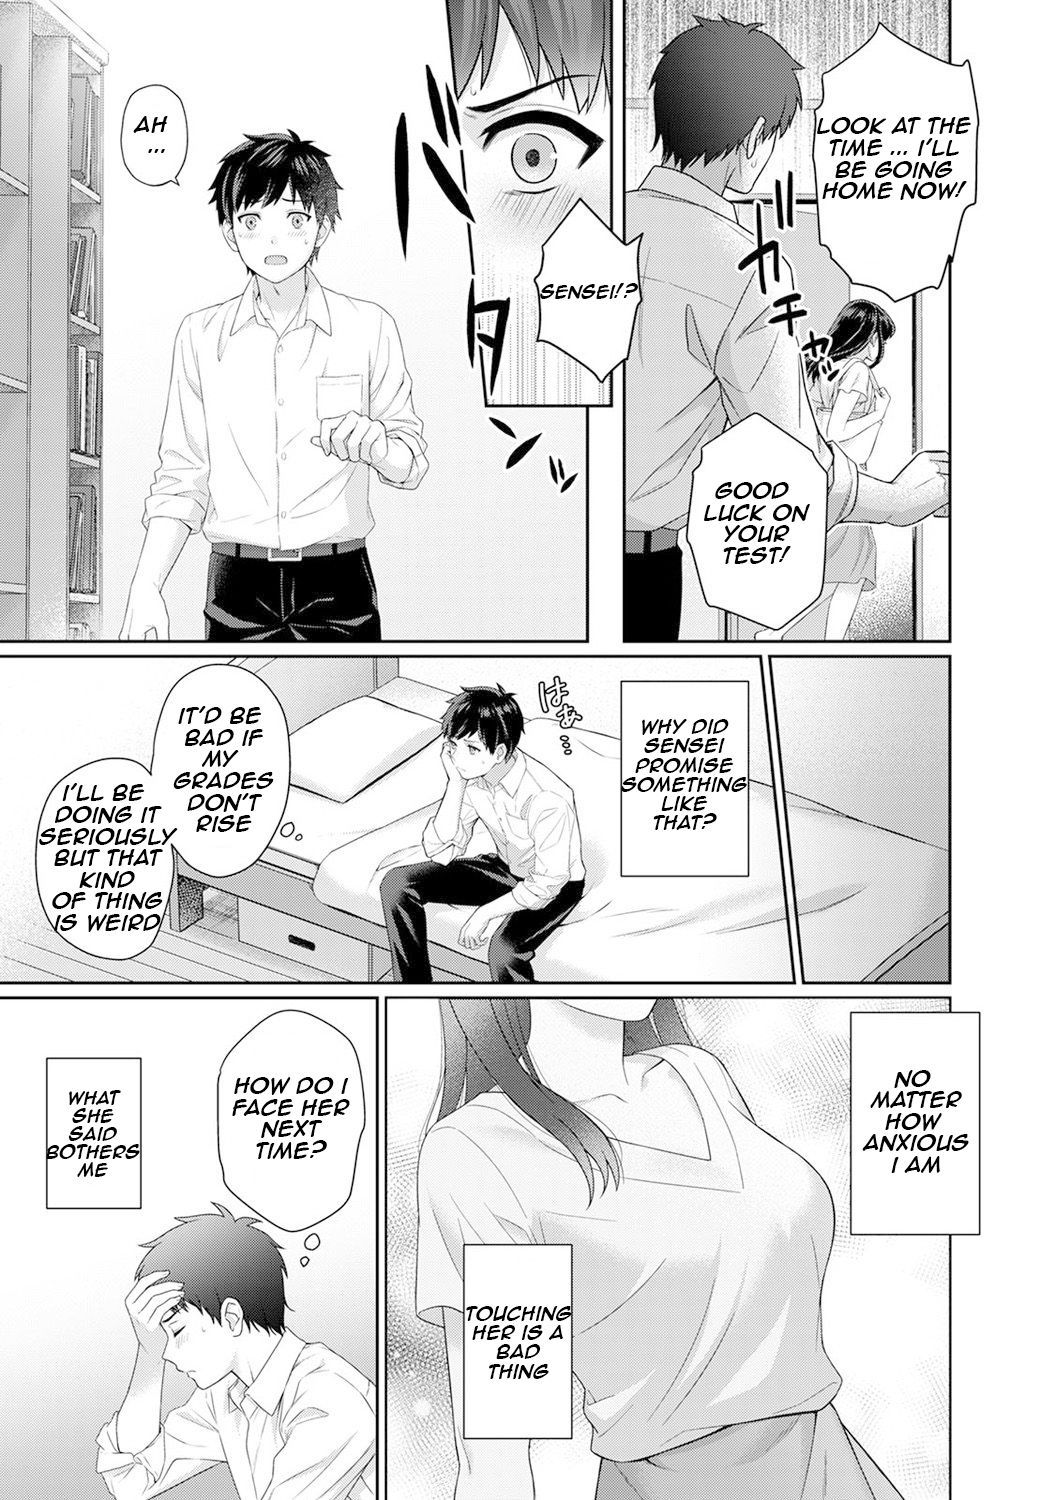 LOOK AT THE
TIME ... I'LL
BE GOING
HOME NOW!
ガチャッ
GOOD
LUCK ON
YOUR
TEST!
SENSEI!?
バタン
AH
...
WHY DID
SENSEI
PROMISE
SOMETHING
LIKE
THAT?
はぁ…
IT'D BE
BAD IF
MY
GRADES
DON'T
RISE
I'LL BE
DOING IT
SERIOUSLY
BUT THAT
KIND
OF THING
IS WEIRD
NO
MATTER
HOW
ANXIOUS
I AM
TOUCHING
HER IS A
BAD
THING
HOW DO I
FACE HER
NEXT
TIME?
WHAT
SHE
SAID
BOTHERS
ME